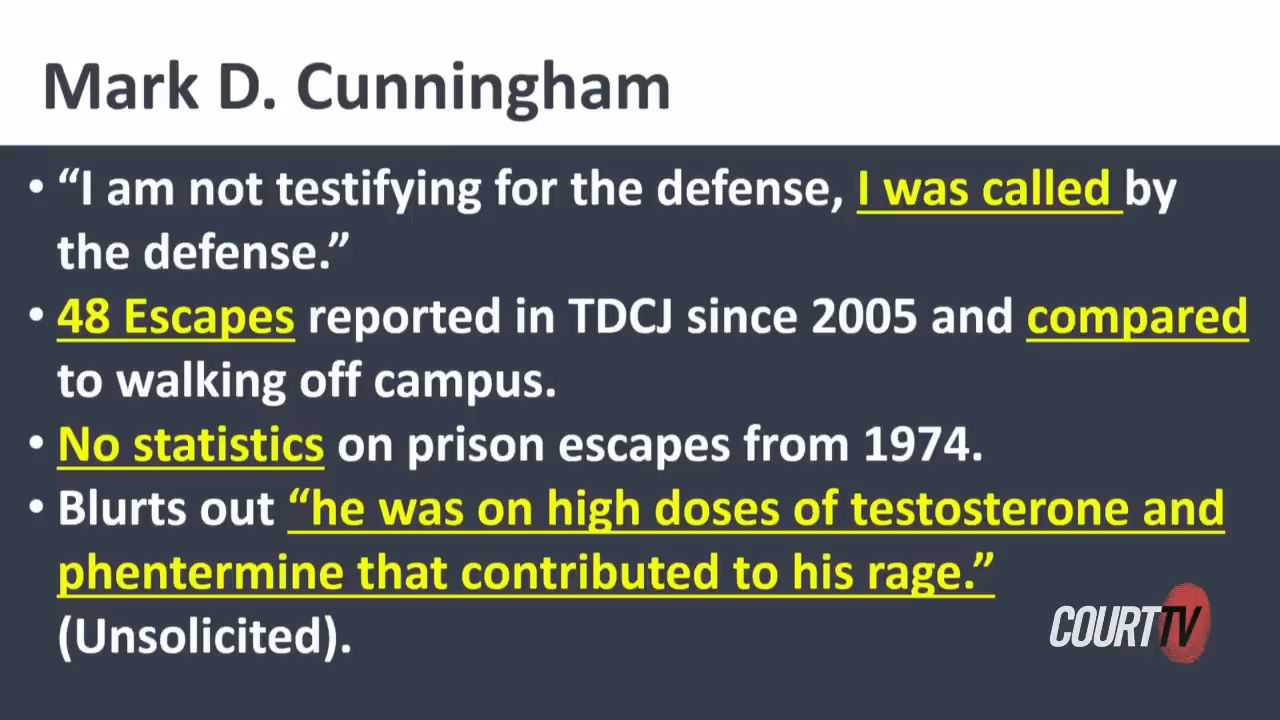 Mark D. Cunningham
• “I am not testifying for the defense, I was called by
the defense.”
• 48 Escapes reported in TDCJ since 2005 and compared
to walking off campus.
• No statistics on prison escapes from 1974.
• Blurts out “he was on high doses of testosterone and
phentermine that contributed to his rage.”
(Unsolicited).
COURT TV